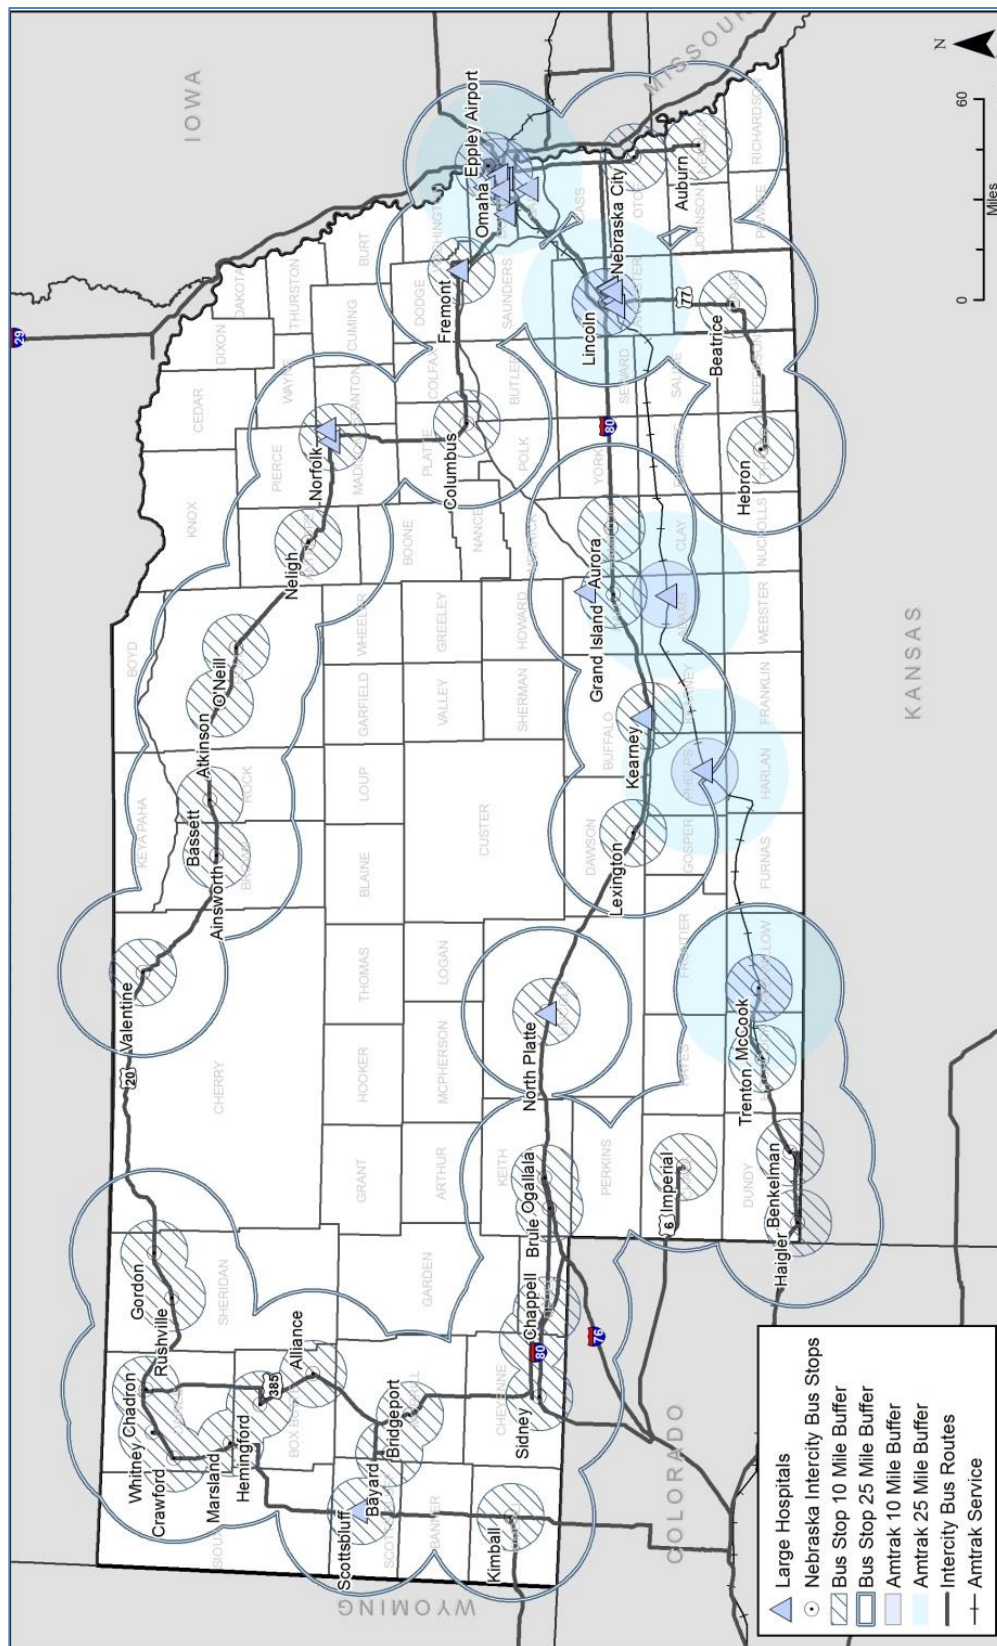 IOWA
MISSOURI
KANSAS
COLORADO
WYOMING
29
20
385
80
80
76
6
77
Whitney
Chadron
Crawford
Rushville
Gordon
Marsland
Hemingford
Alliance
Scottsbluff
Bayard
Bridgeport
Kimball
Sidney
Chappell
Brule
Ogallala
North Platte
Imperial
Haigler
Benkelman
Trenton
McCook
Valentine
Ainsworth
Bassett
Atkinson
O'Neill
Neligh
Norfolk
Columbus
Fremont
Omaha
Eppley Airport
Lincoln
Nebraska City
Auburn
Beatrice
Hebron
Aurora
Grand Island
Kearney
Lexington
SHERIDAN
BOX BUTTE
BANNER
CHEYENNE
GARDEN
CHERRY
GRANT
HOOKER
THOMAS
BLAINE
LOUP
GARFIELD
WHEELER
ARTHUR
MCPHERSON
LOGAN
CUSTER
VALLEY
GREELEY
SHERMAN
HOWARD
KEITH
PERKINS
DUNDY
HAYES
FRONTIER
GOSPER
FURNAS
HARLAN
PHELPS
FRANKLIN
WEBSTER
ADAMS
CLAY
NUCKOLLS
BUFFALO
DAWSON
KEYA PAHA
ROCK
BOYD
KNOX
CEDAR
DIXON
DAKOTA
PIERCE
WAYNE
THURSTON
STANTON
CUMING
BURT
BOONE
PLATTE
COLFAX
DODGE
NANCE
POLK
BUTLER
SAUNDERS
YORK
SEWARD
SALINE
OTOE
JOHNSON
PAWNEE
RICHARDSON
N
0
60
Miles
Large Hospitals
Nebraska Intercity Bus Stops
Bus Stop 10 Mile Buffer
Bus Stop 25 Mile Buffer
Amtrak 10 Mile Buffer
Amtrak 25 Mile Buffer
Intercity Bus Routes
Amtrak Service